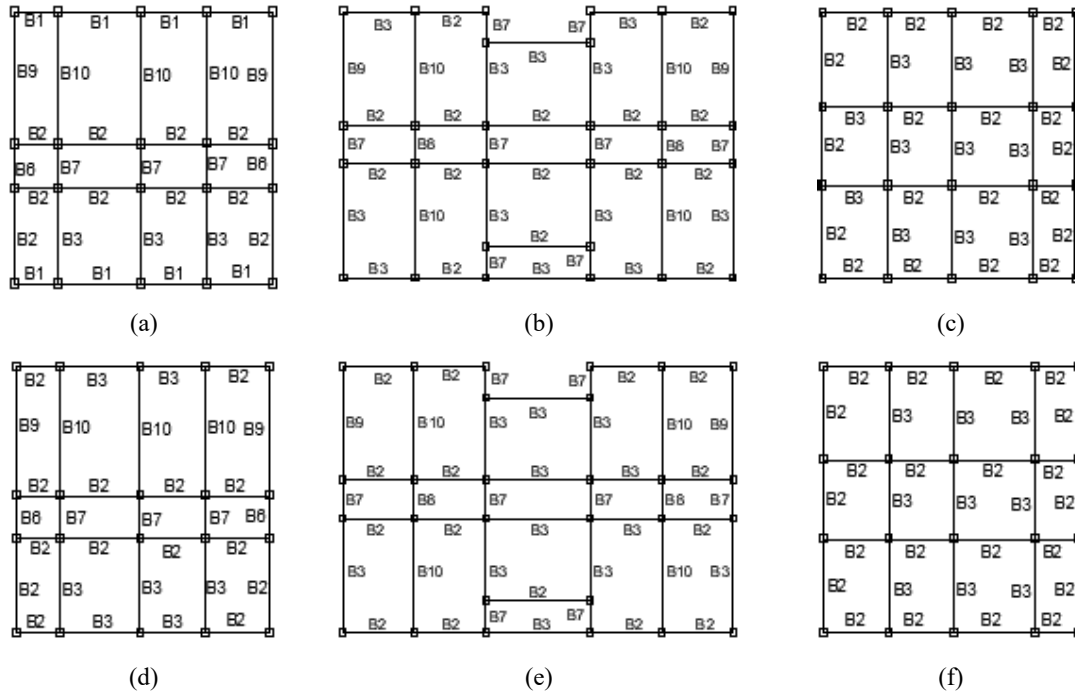 B1 B1 B1 B1
B9 B10 B10 B10 B9
B2 B2 B2 B2
B6 B7 B7 B7 B6
B2 B2 B2 B2
B2 B3 B3 B3 B2
B1 B1 B1 B1
(a)
B3 B2 B7 B7 B3 B2
B3
B9 B10 B3 B3 B10 B9
B2 B2 B2 B2 B2
B7 B8 B7 B7 B8 B7
B2 B2 B2 B2 B2
B3 B10 B3 B3 B10 B3
B2
B7 B7
B3 B2 B3 B3 B2
(b)
B2 B2 B2 B2
B2 B3 B3 B3 B2
B3 B2 B2 B2
B2 B3 B3 B3 B2
B3 B2 B2 B2
B2 B3 B3 B3 B2
B2 B2 B2 B2
(c)
B2 B3 B3 B2
B9 B10 B10 B10 B9
B2 B2 B2 B2
B6 B7 B7 B7 B6
B2 B2 B2 B2
B2 B3 B3 B3 B2
B2 B3 B3 B2
(d)
B2 B2 B7 B7 B2 B2
B3
B9 B10 B3 B3 B10 B9
B2 B2 B3 B3 B2
B7 B8 B7 B7 B8 B7
B2 B2 B3 B3 B2
B3 B10 B3 B3 B10 B3
B2
B7 B7
B2 B2 B3 B2 B2
(e)
B2 B2 B2 B2
B2 B3 B3 B3 B2
B2 B2 B2 B2
B2 B3 B3 B3 B2
B2 B2 B2 B2
B2 B3 B3 B3 B2
B2 B2 B2 B2
(f)